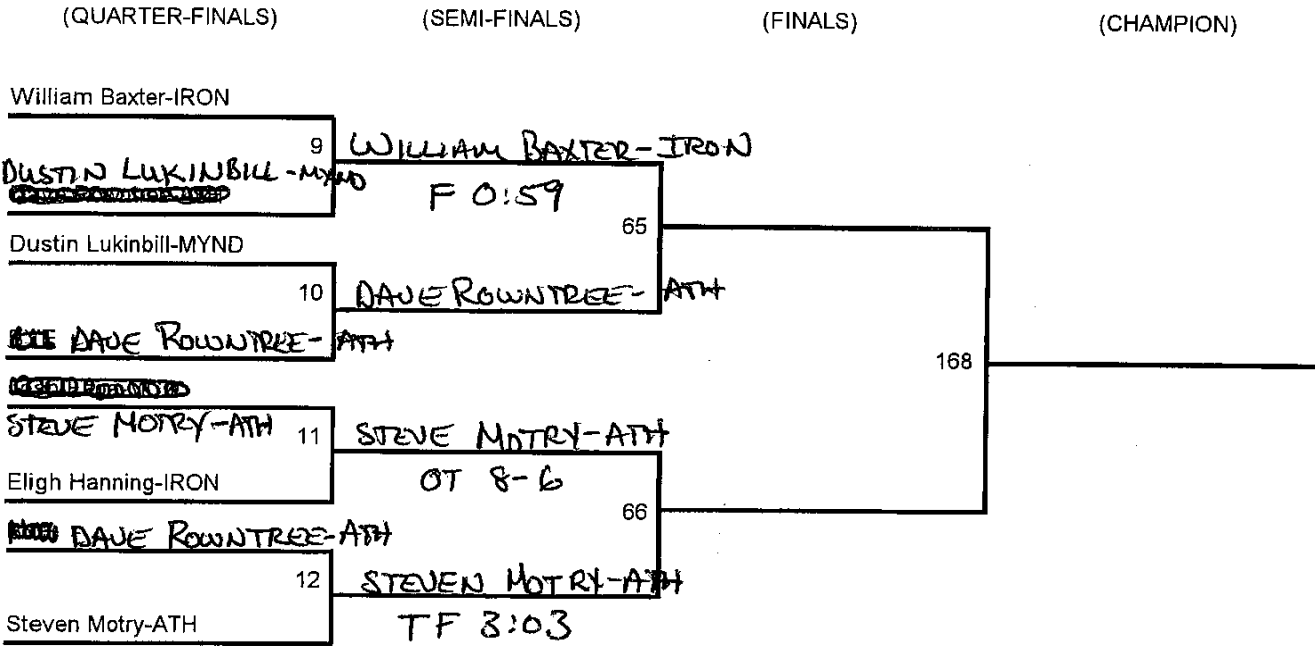 (QUARTER-FINALS) (SEMI-FINALS) (FINALS) (CHAMPION)
William Baxter-IRON
9 WILLIAM BAXTER-IRON
DUSTIN LUKINBILL-MYND
F 0:59
65
Dustin Lukinbill-MYND
10 DAVE ROWNTREE-ATH
DAVE ROWNTREE-ATH
168
STEVE MOTRY-ATH 11 STEVE MOTRY-ATH
OT 8-6
Eligh Hanning-IRON
66
DAVE ROWNTREE-ATH
12 STEVEN MOTRY-ATH
Steven Motry-ATH
TF 3:03